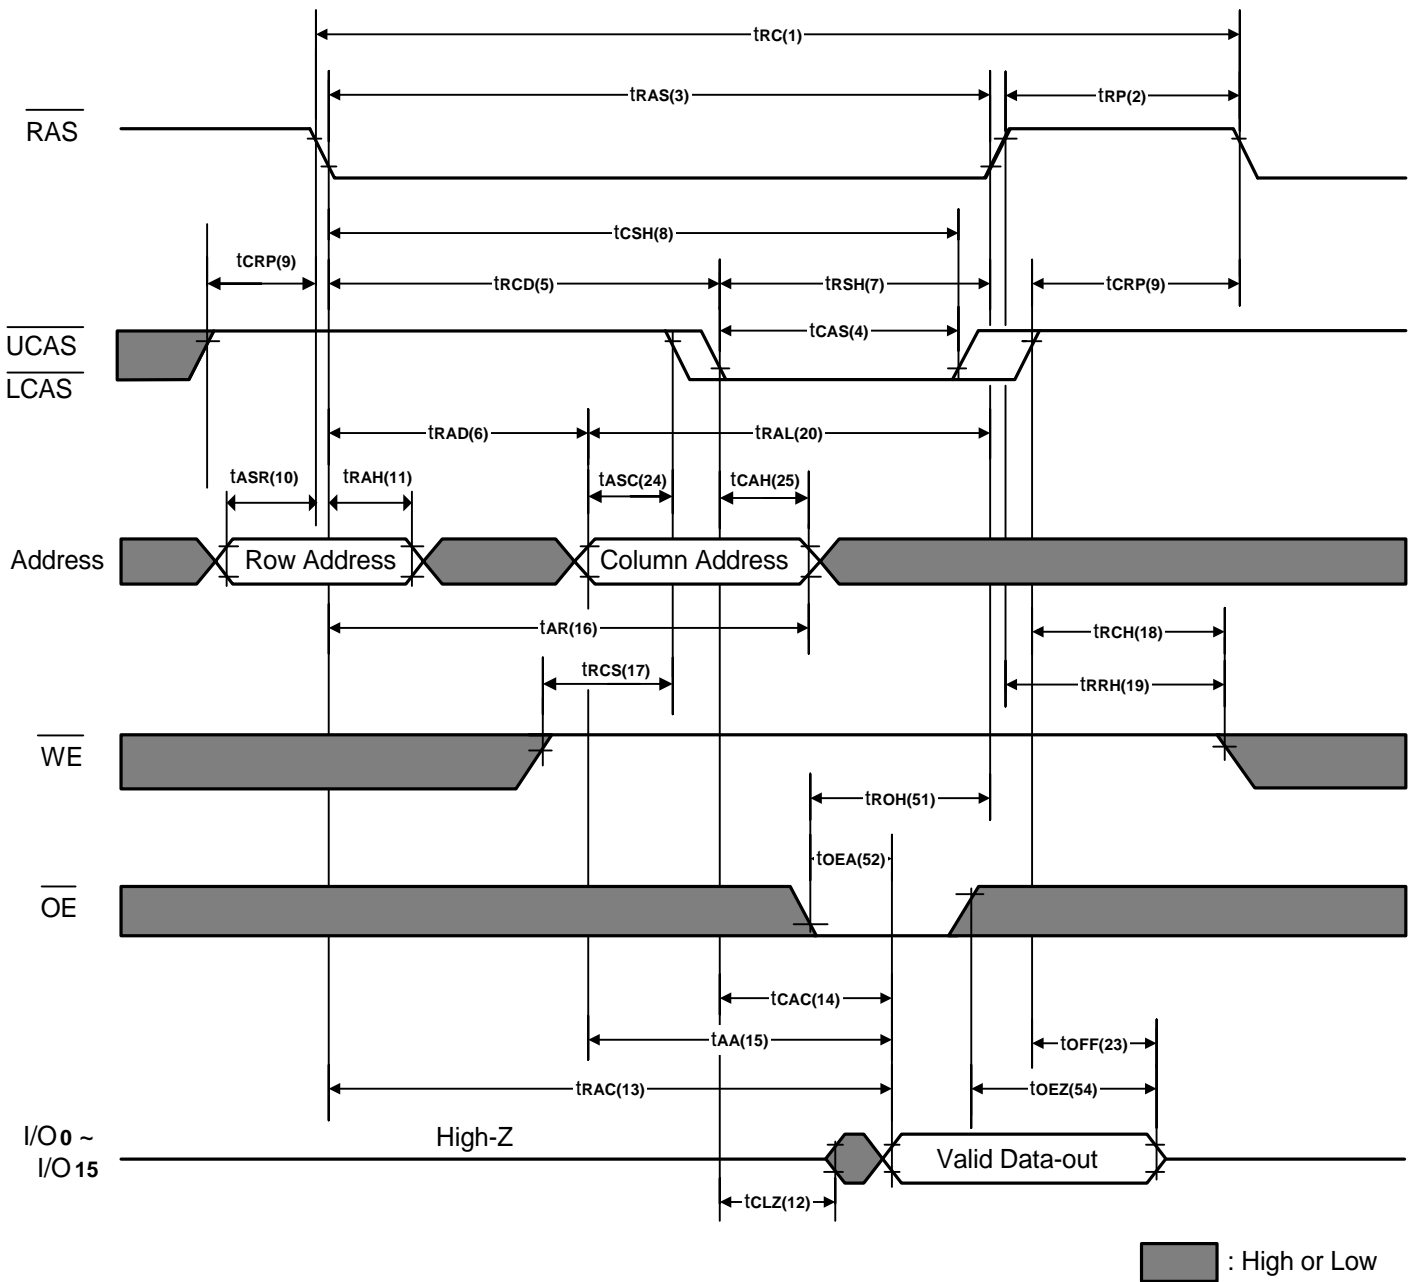 tRC(1)
tRAS(3)
tRP(2)
RAS
tCSH(8)
tCRP(9)
tRCD(5)
tRSH(7)
tCRP(9)
tCAS(4)
UCAS
LCAS
tRAD(6)
tRAL(20)
tASR(10)
tRAH(11)
tASC(24)
tCAH(25)
Address
Row Address
Column Address
tAR(16)
tRCH(18)
tRCS(17)
tRRH(19)
WE
tROH(51)
tOEA(52)
OE
tCAC(14)
tAA(15)
tOFF(23)
tRAC(13)
tOEZ(54)
I/O0 ~
I/O15
High-Z
Valid Data-out
tCLZ(12)
: High or Low